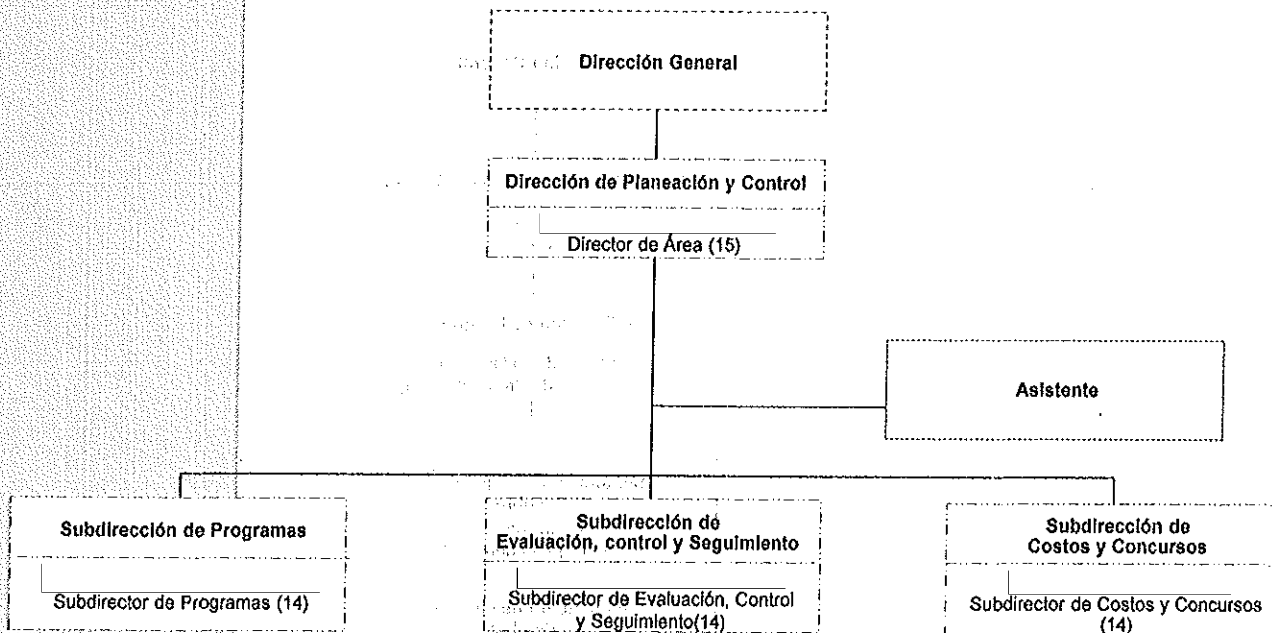 Dirección General
Dirección de Planeación y Control
Director de Área (15)
Asistente
Subdirección de Programas
Subdirector de Programas (14)
Subdirección de
Evaluación, control y Seguimiento
Subdirector de Evaluación, Control
y Seguimiento(14)
Subdirección de
Costos y Concursos
Subdirector de Costos y Concursos
(14)